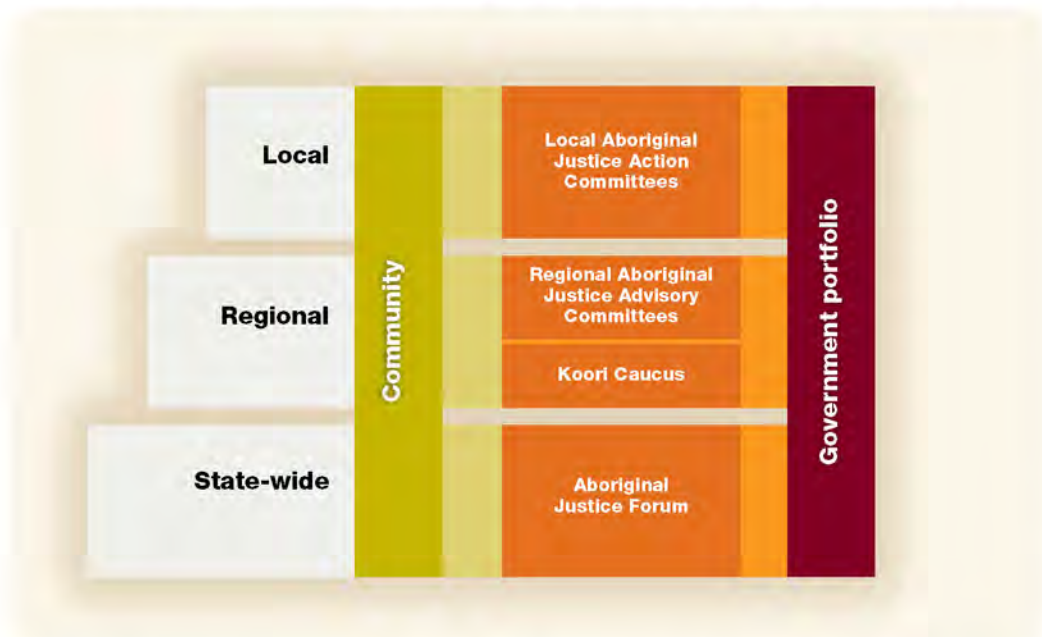 Local
Local Aboriginal
Justice Action
Committees
Community
Government portfolio
Regional
Regional Aboriginal
Justice Advisory
Committees
Koori Caucus
State-wide
Aboriginal
Justice Forum